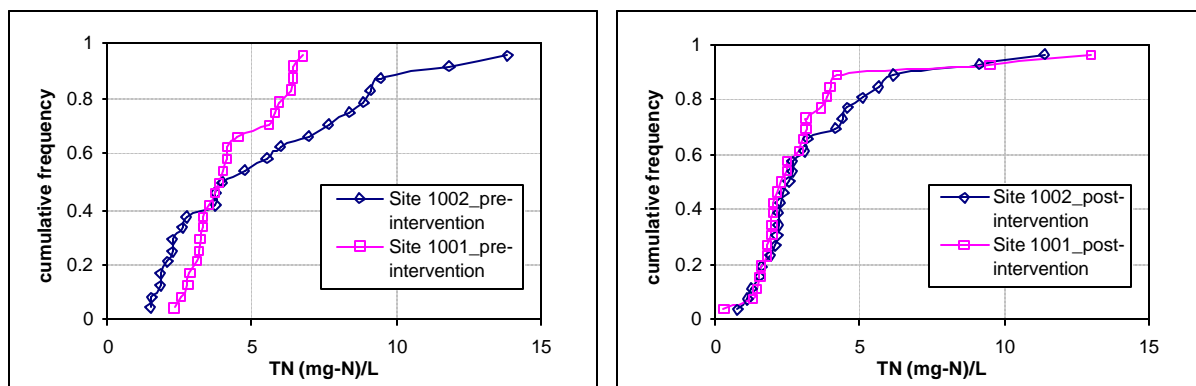 1
0.8
0.6
0.4
0.2
0
cumulative frequency
0
5
10
15
TN (mg-N)/L
Site 1002_pre-
intervention
Site 1001_pre-
intervention
1
0.8
0.6
0.4
0.2
0
cumulative frequency
0
5
10
15
TN (mg-N)/L
Site 1002_post-
intervention
Site 1001_post-
intervention